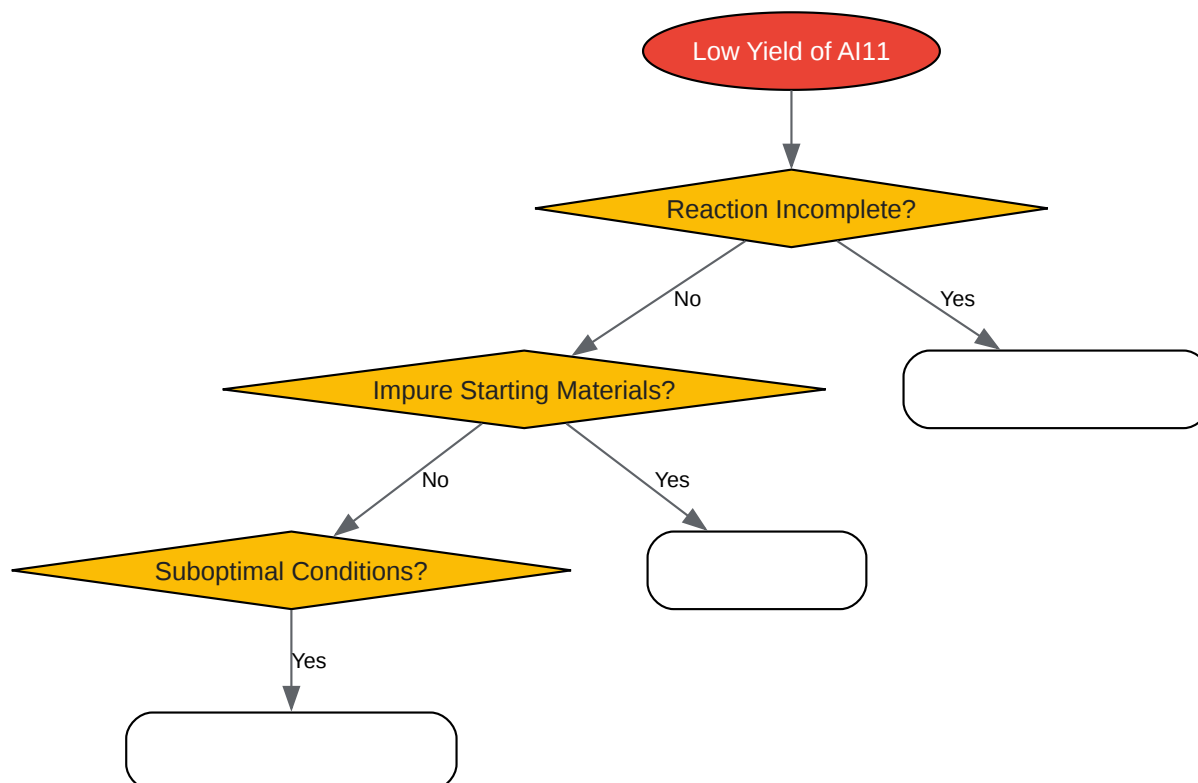 Low Yield of AI11
Reaction Incomplete?
No
Yes
Impure Starting Materials?
No
Yes
Suboptimal Conditions?
Yes